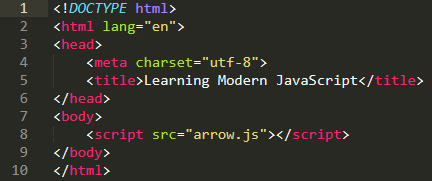 1 <!DOCTYPE html>
2 <html lang="en">
3 <head>
4     <meta charset="utf-8">
5     <title>Learning Modern JavaScript</title>
6 </head>
7 <body>
8     <script src="arrow.js"></script>
9 </body>
10 </html>